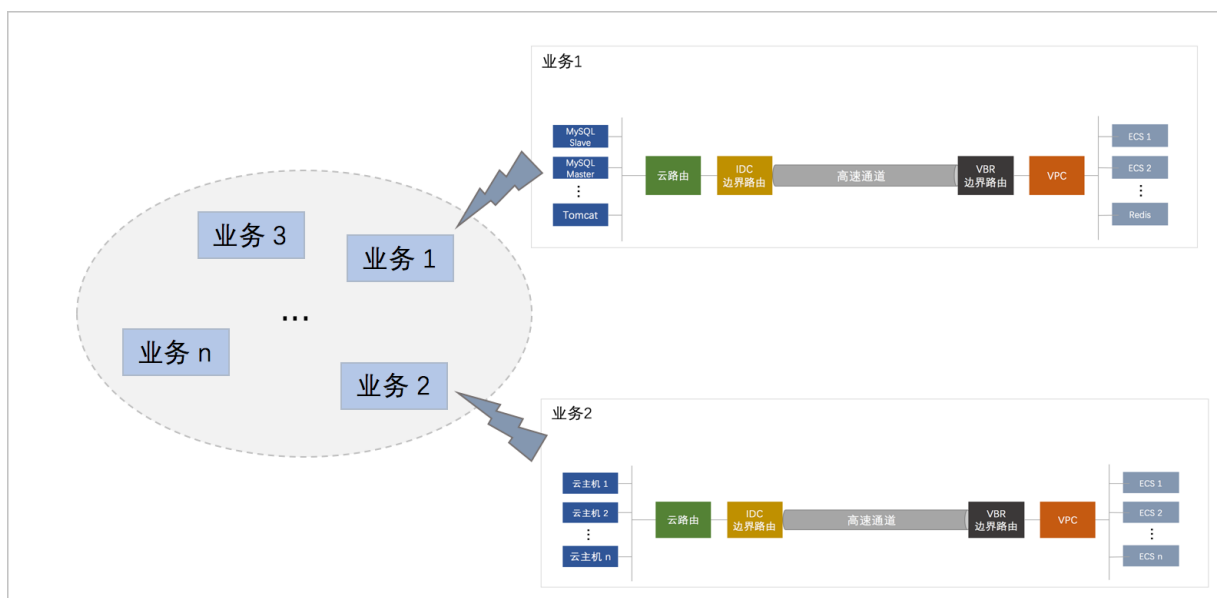 业务 3
业务 1
...
业务 n
业务 2
业务1
MySQL
Slave
MySQL
Master
⋮
Tomcat
云路由
IDC
边界路由
高速通道
VBR
边界路由
VPC
ECS 1
ECS 2
⋮
Redis
业务2
云主机 1
云主机 2
⋮
云主机 n
云路由
IDC
边界路由
高速通道
VBR
边界路由
VPC
ECS 1
ECS 2
⋮
ECS n